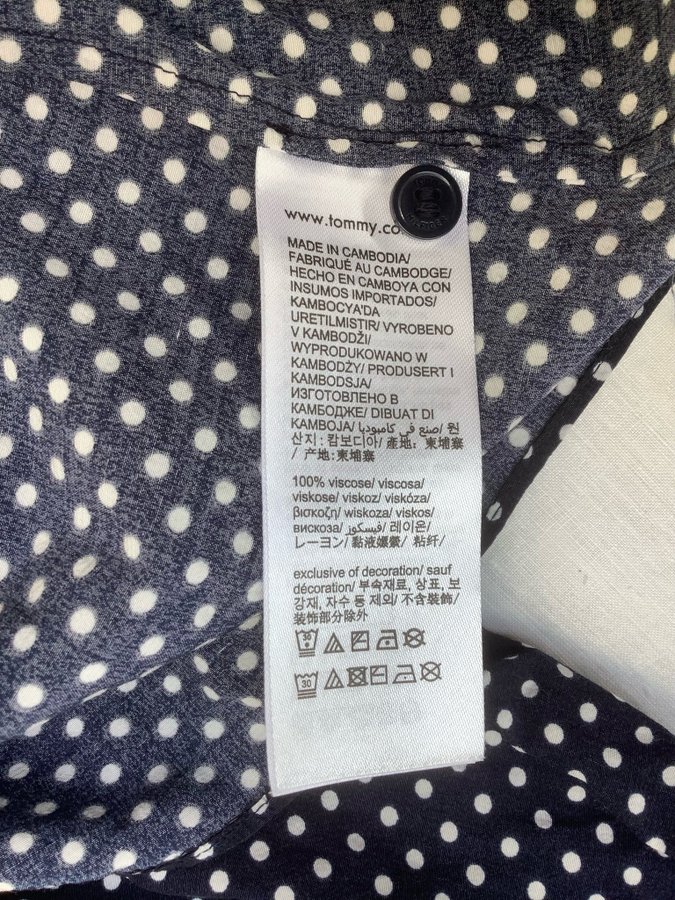 www.tommy.co
MADE IN CAMBODIA/
FABRIQUÉ AU CAMBODGE/
HECHO EN CAMBOYA CON
INSUMOS IMPORTADOS/
KAMBOCYA'DA
URETILMISTIR/ VYROBENO
V KAMBODŽI/
WYPRODUKOWANO W
KAMBODŻY/ PRODUSERT I
KAMBODSJA/
ИЗГОТОВЛЕНО В
КАМБОДЖЕ/ DIBUAT DI
KAMBOJA/ صنع في كامبوديا/ 원
산지 : 캄보디아/ 產地：柬埔寨
/ 产地:柬埔寨
100% viscose/ viscosa/
viskose/ viskoz/ viskóza/
βισκοζη/ wiskoza/ viskos/
вискоза/ فيسكوز/ 레이온/
レーヨン/ 黏液嫘縈/ 粘纤/
exclusive of decoration/ sauf
décoration/ 부속재료, 상표, 보
강재, 자수 등 제외/ 不含裝飾/
装饰部分除外
30
30